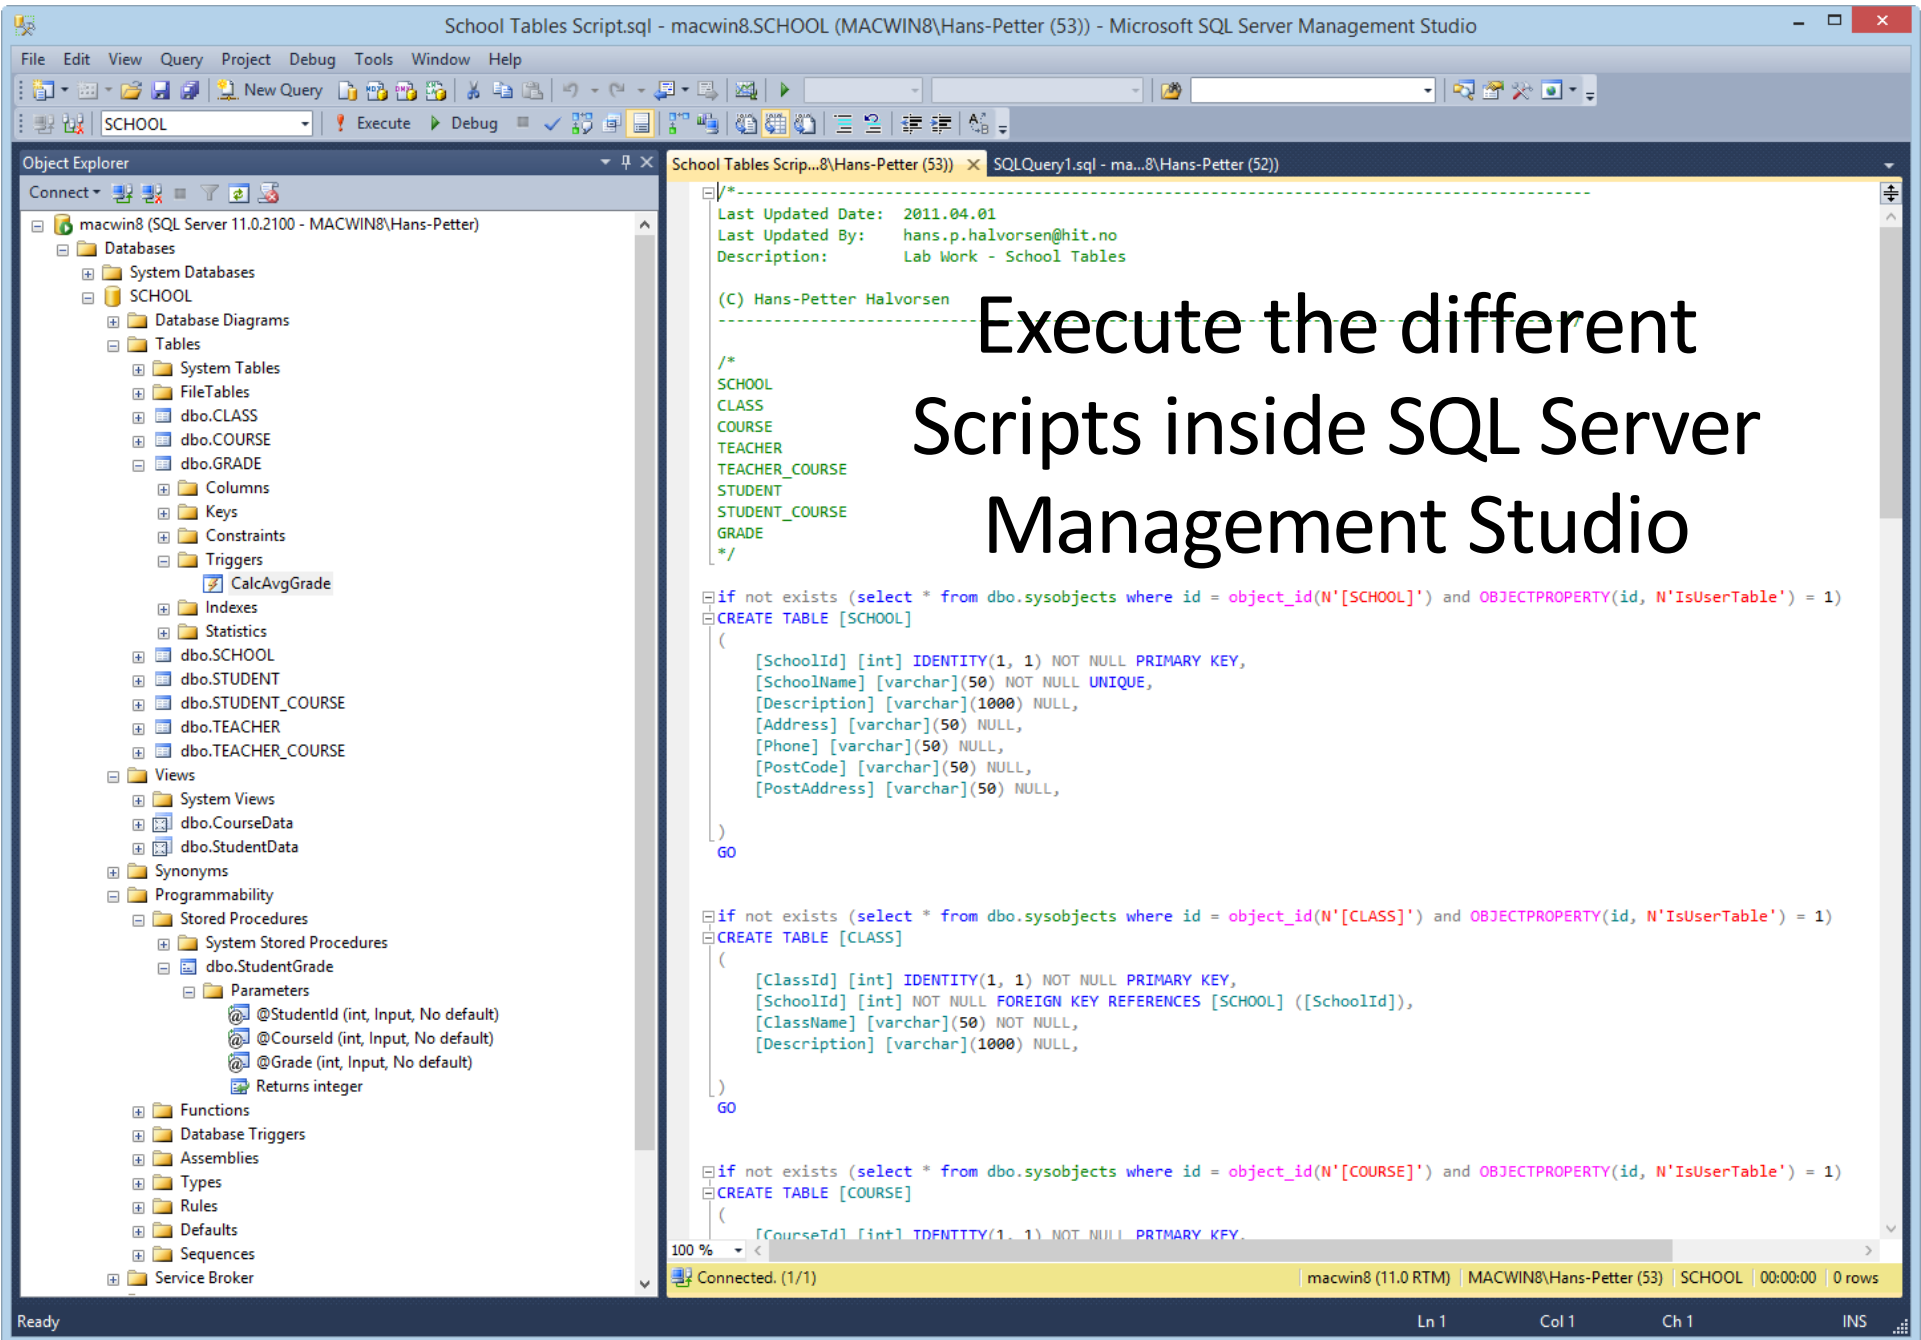 School Tables Script.sql - macwin8.SCHOOL (MACWIN8\Hans-Petter (53)) - Microsoft SQL Server Management Studio
File Edit View Query Project Debug Tools Window Help
New Query
SCHOOL Execute Debug
Object Explorer
Connect
macwin8 (SQL Server 11.0.2100 - MACWIN8\Hans-Petter)
Databases
System Databases
SCHOOL
Database Diagrams
Tables
System Tables
FileTables
dbo.CLASS
dbo.COURSE
dbo.GRADE
Columns
Keys
Constraints
Triggers
CalcAvgGrade
Indexes
Statistics
dbo.SCHOOL
dbo.STUDENT
dbo.STUDENT_COURSE
dbo.TEACHER
dbo.TEACHER_COURSE
Views
System Views
dbo.CourseData
dbo.StudentData
Synonyms
Programmability
Stored Procedures
System Stored Procedures
dbo.StudentGrade
Parameters
@StudentId (int, Input, No default)
@CourseId (int, Input, No default)
@Grade (int, Input, No default)
Returns integer
Functions
Database Triggers
Assemblies
Types
Rules
Defaults
Sequences
Service Broker
School Tables Scrip...8\Hans-Petter (53)) SQLQuery1.sql - ma...8\Hans-Petter (52))
/*--------------------------------------------------------------------------------------------
Last Updated Date: 2011.04.01
Last Updated By: hans.p.halvorsen@hit.no
Description: Lab Work - School Tables
(C) Hans-Petter Halvorsen
--------------------------------------------------------------------------------------------*/
/*
SCHOOL
CLASS
COURSE
TEACHER
TEACHER_COURSE
STUDENT
STUDENT_COURSE
GRADE
*/
Execute the different
Scripts inside SQL Server
Management Studio
if not exists (select * from dbo.sysobjects where id = object_id(N'[SCHOOL]') and OBJECTPROPERTY(id, N'IsUserTable') = 1)
CREATE TABLE [SCHOOL]
(
[SchoolId] [int] IDENTITY(1, 1) NOT NULL PRIMARY KEY,
[SchoolName] [varchar](50) NOT NULL UNIQUE,
[Description] [varchar](1000) NULL,
[Address] [varchar](50) NULL,
[Phone] [varchar](50) NULL,
[PostCode] [varchar](50) NULL,
[PostAddress] [varchar](50) NULL,
)
GO
if not exists (select * from dbo.sysobjects where id = object_id(N'[CLASS]') and OBJECTPROPERTY(id, N'IsUserTable') = 1)
CREATE TABLE [CLASS]
(
[ClassId] [int] IDENTITY(1, 1) NOT NULL PRIMARY KEY,
[SchoolId] [int] NOT NULL FOREIGN KEY REFERENCES [SCHOOL] ([SchoolId]),
[ClassName] [varchar](50) NOT NULL,
[Description] [varchar](1000) NULL,
)
GO
if not exists (select * from dbo.sysobjects where id = object_id(N'[COURSE]') and OBJECTPROPERTY(id, N'IsUserTable') = 1)
CREATE TABLE [COURSE]
(
[CourseId] [int] IDENTITY(1, 1) NOT NULL PRIMARY KEY,
100 %
Connected. (1/1) macwin8 (11.0 RTM) MACWIN8\Hans-Petter (53) SCHOOL 00:00:00 0 rows
Ready Ln 1 Col 1 Ch 1 INS